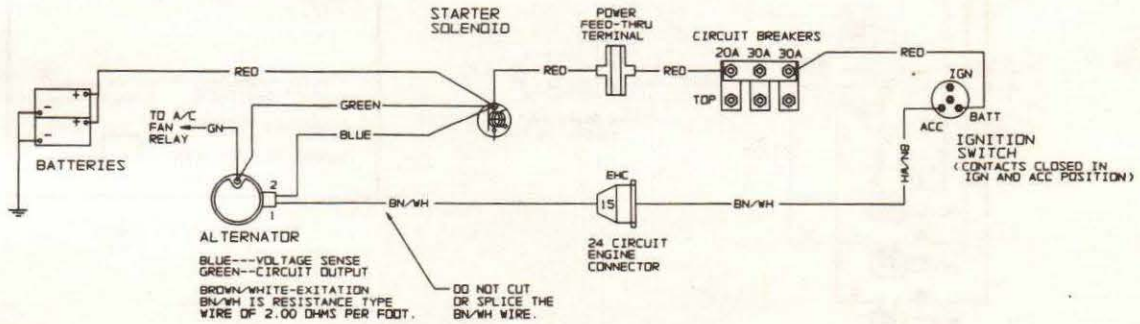 STARTER
SOLENOID
POWER
FEED-THRU
TERMINAL
CIRCUIT BREAKERS
20A 30A 30A
RED
RED
RED
RED
IGN
TOP
GREEN
BLUE
TO A/C
FAN
RELAY
GN
+
-
+
-
BATTERIES
ACC
BATT
IGNITION
SWITCH
(CONTACTS CLOSED IN
IGN AND ACC POSITION)
BN/WH
2
1
BN/WH
EHC
15
BN/WH
ALTERNATOR
24 CIRCUIT
ENGINE
CONNECTOR
BLUE---VOLTAGE SENSE
GREEN--CIRCUIT OUTPUT
BROWN/WHITE-EXITATION
BN/WH IS RESISTANCE TYPE
WIRE OF 2.00 OHMS PER FOOT.
DO NOT CUT
OR SPLICE THE
BN/WH WIRE.